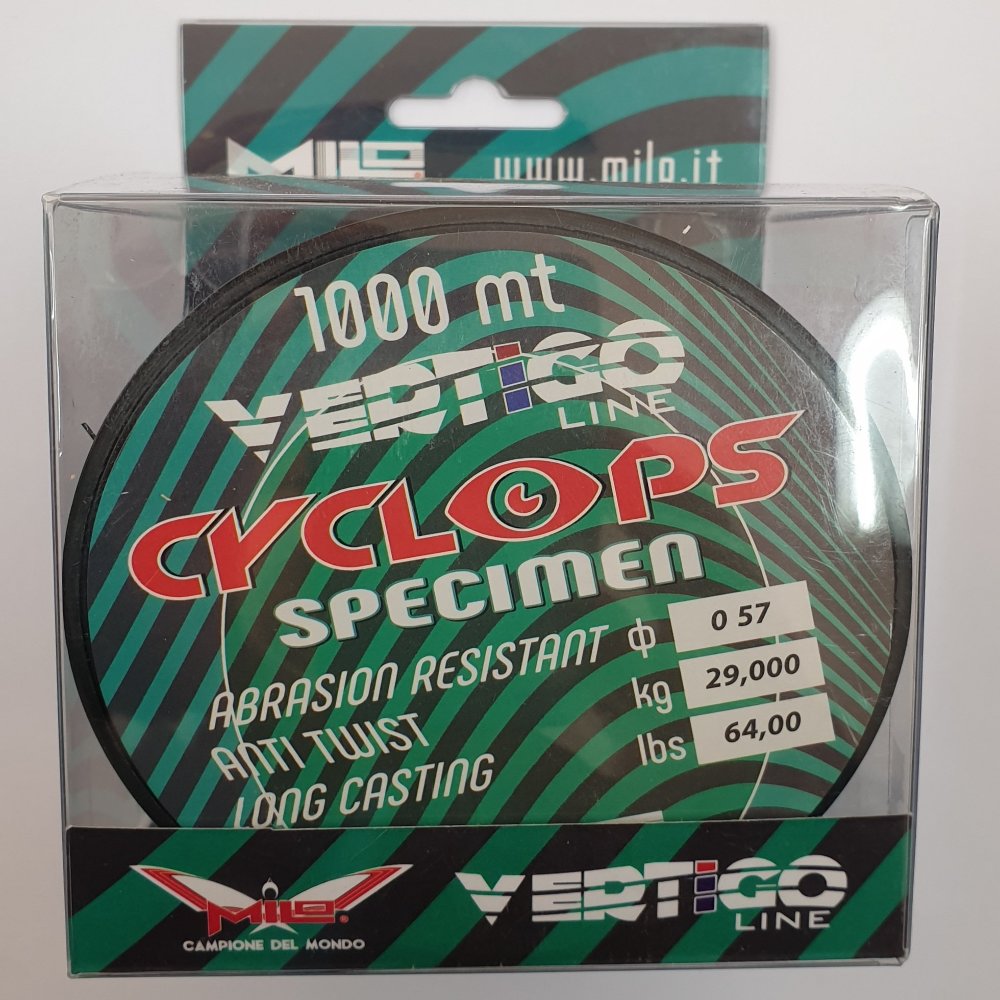 MILO www.milo.it
1000 mt
VERTIGO
LINE
CYCLOPS
SPECIMEN
ABRASION RESISTANT
ANTI TWIST
LONG CASTING
ф 0 57
kg 29,000
lbs 64,00
MILO®
CAMPIONE DEL MONDO
VERTIGO
LINE